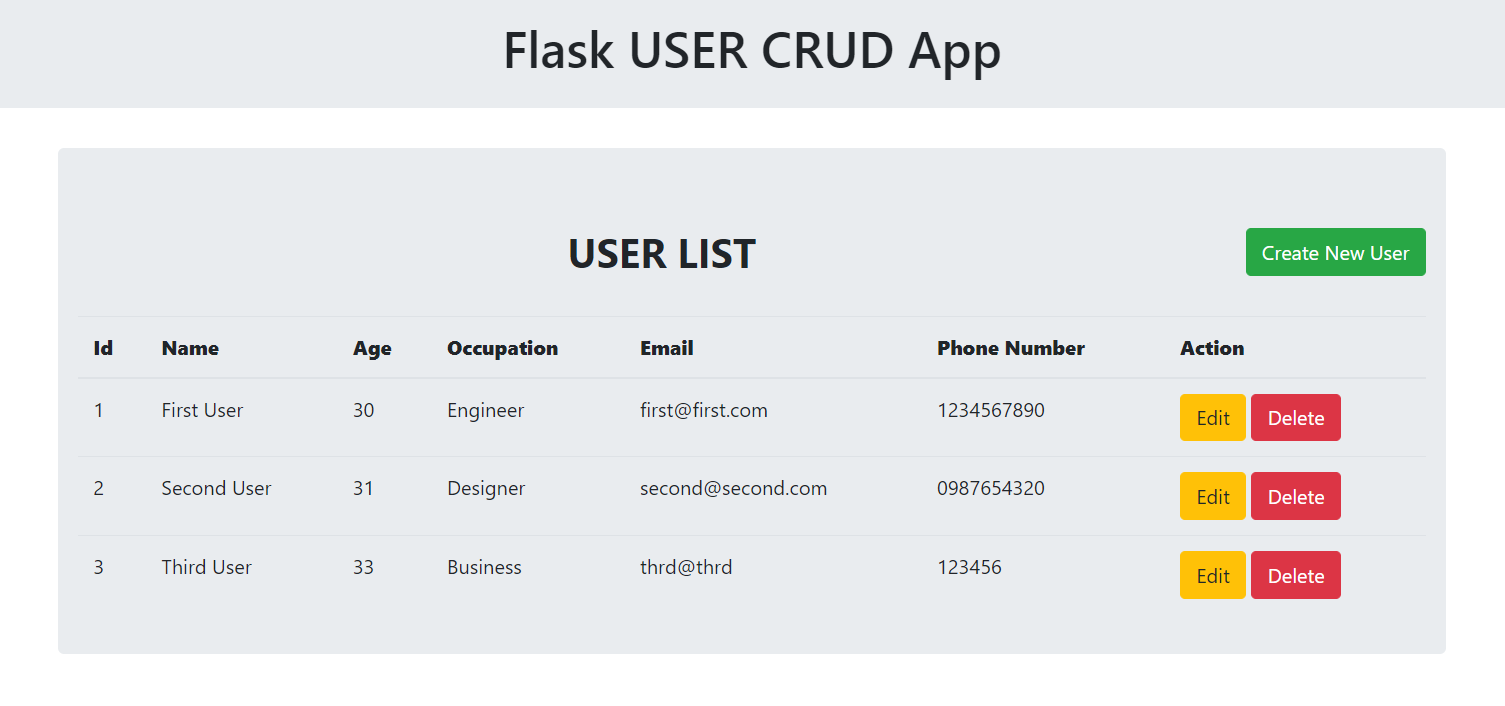 Flask USER CRUD App
USER LIST
Create New User
Id Name Age Occupation Email Phone Number Action
1 First User 30 Engineer first@first.com 1234567890 Edit Delete
2 Second User 31 Designer second@second.com 0987654320 Edit Delete
3 Third User 33 Business thrd@thrd 123456 Edit Delete